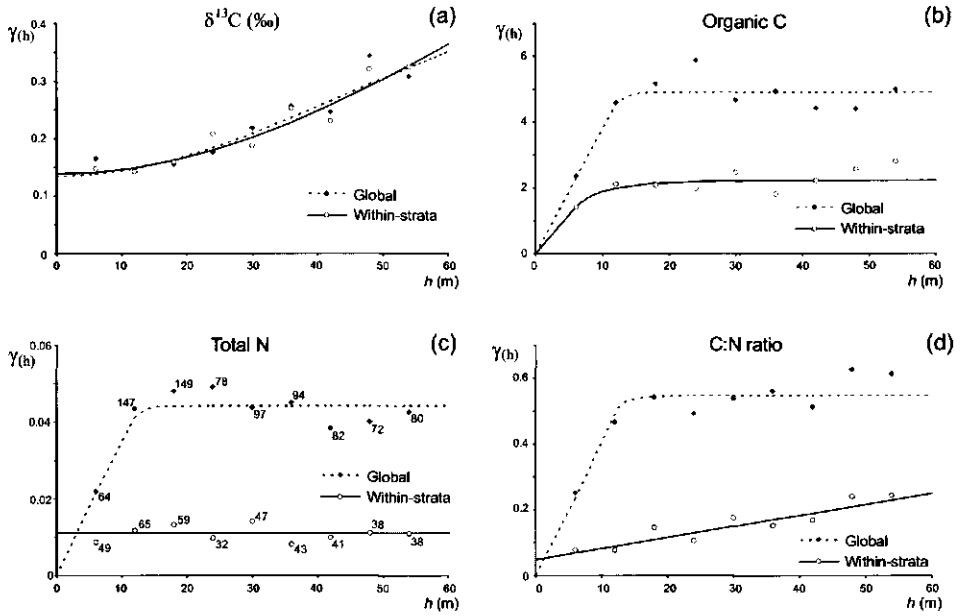 δ¹³C (‰)
(a)
γ(h)
0.4
0.3
0.2
0.1
0
Global
Within-strata
0 10 20 30 40 50 60
h (m)
Organic C
(b)
γ(h)
6
4
2
0
Global
Within-strata
0 10 20 30 40 50 60
h (m)
Total N
(c)
γ(h)
0.06
0.04
0.02
0
147 149 78 97 94 82 72 80
64
49 65 59 32 47 43 41 38 38
Global
Within-strata
0 10 20 30 40 50 60
h (m)
C:N ratio
(d)
γ(h)
0.6
0.4
0.2
0
Global
Within-strata
0 10 20 30 40 50 60
h (m)